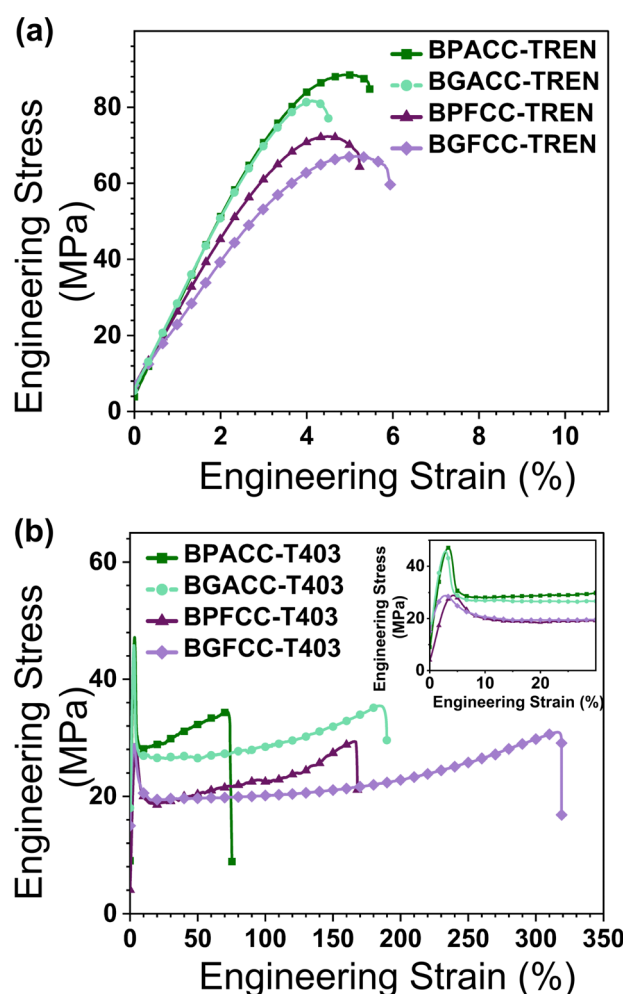 (a)
BPACC-TREN
BGACC-TREN
BPFCC-TREN
BGFCC-TREN
80
60
40
20
0
Engineering Stress
(MPa)
0 2 4 6 8 10
Engineering Strain (%)
(b)
BPACC-T403
BGACC-T403
BPFCC-T403
BGFCC-T403
60
40
20
0
Engineering Stress
(MPa)
40
20
0
Engineering Stress
(MPa)
0 10 20
Engineering Strain (%)
0 50 100 150 200 250 300 350
Engineering Strain (%)